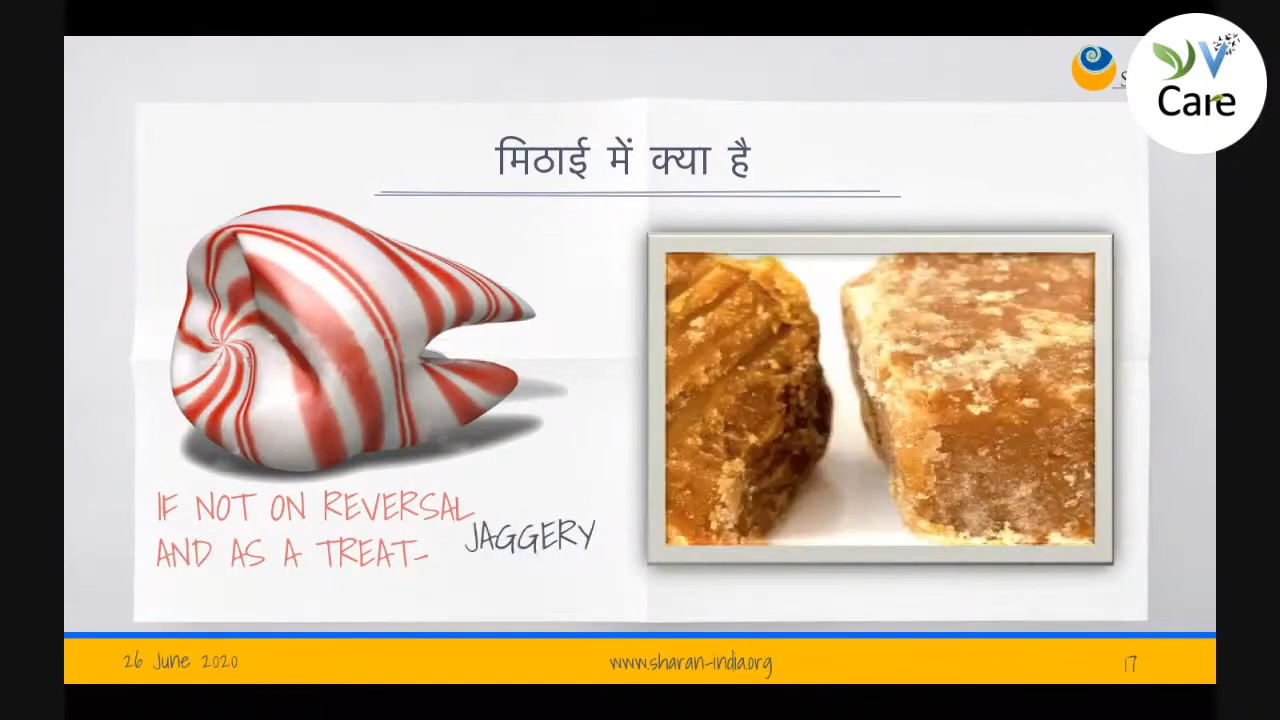 V
Care
S
मिठाई में क्या है
IF NOT ON REVERSAL
AND AS A TREAT-
JAGGERY
26 June 2020
www.sharan-india.org
17